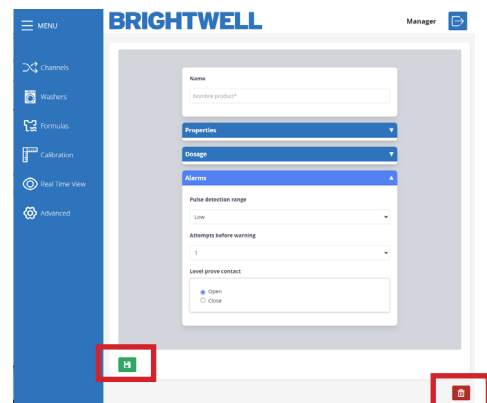 MENU
BRIGHTWELL
Manager
Channels
Washers
Formulas
Calibration
Real Time View
Advanced
Name
Nombre product*
Properties
Dosage
Alarms
Pulse detection range
Low
Attempts before warning
1
Level prove contact
Open
Close